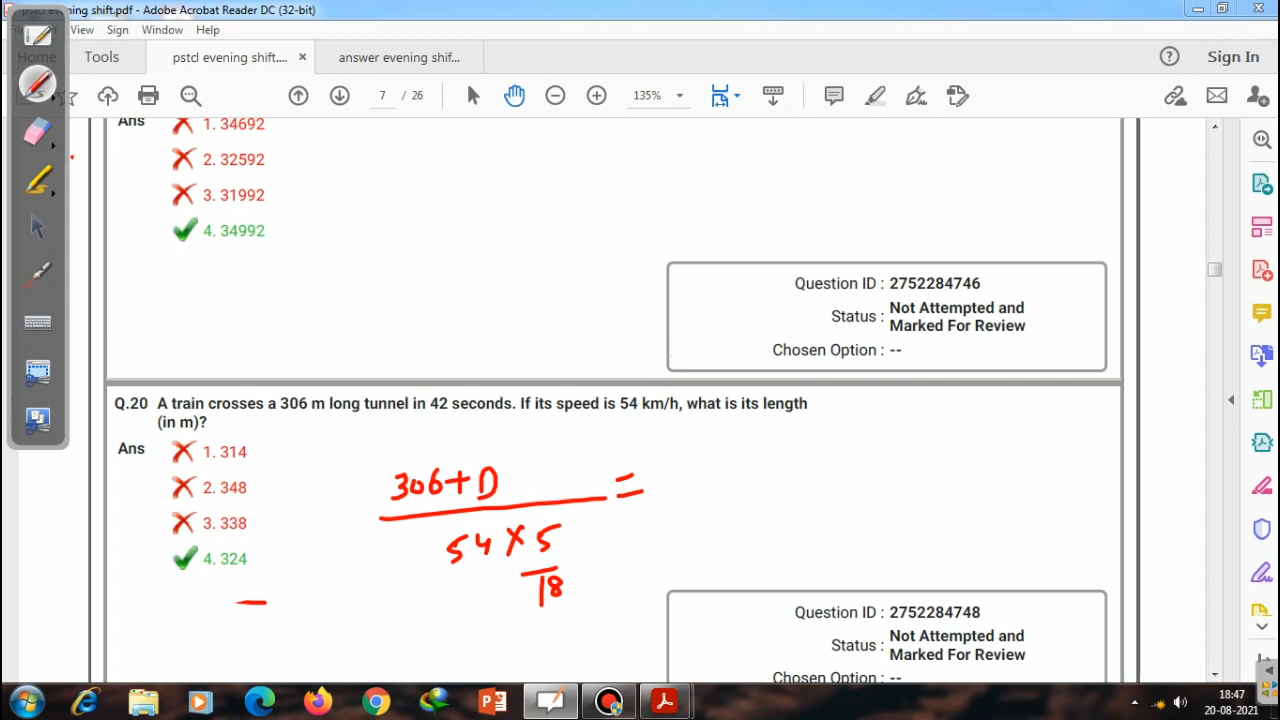 pstcl evening shift.pdf - Adobe Acrobat Reader DC (32-bit)
View Sign Window Help
Home Tools pstcl evening shift.... × answer evening shif... Sign In
7 / 26 135%
Ans 1. 34692
2. 32592
3. 31992
4. 34992
Question ID : 2752284746
Status : Not Attempted and
Marked For Review
Chosen Option : --
Q.20 A train crosses a 306 m long tunnel in 42 seconds. If its speed is 54 km/h, what is its length
(in m)?
Ans 1. 314
2. 348
3. 338
4. 324
306+D =
54 × 5
18
Question ID : 2752284748
Status : Not Attempted and
Marked For Review
Chosen Option : --
18:47
20-08-2021